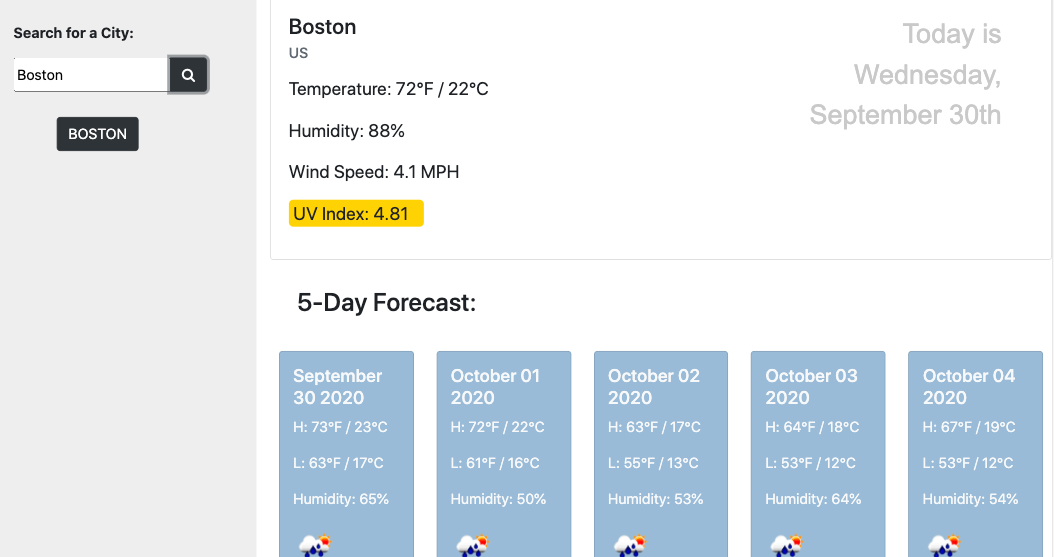 Search for a City:
Boston
BOSTON
Boston
US
Temperature: 72°F / 22°C
Humidity: 88%
Wind Speed: 4.1 MPH
UV Index: 4.81
Today is
Wednesday,
September 30th
5-Day Forecast:
September
30 2020
H: 73°F / 23°C
L: 63°F / 17°C
Humidity: 65%
October 01
2020
H: 72°F / 22°C
L: 61°F / 16°C
Humidity: 50%
October 02
2020
H: 63°F / 17°C
L: 55°F / 13°C
Humidity: 53%
October 03
2020
H: 64°F / 18°C
L: 53°F / 12°C
Humidity: 64%
October 04
2020
H: 67°F / 19°C
L: 53°F / 12°C
Humidity: 54%